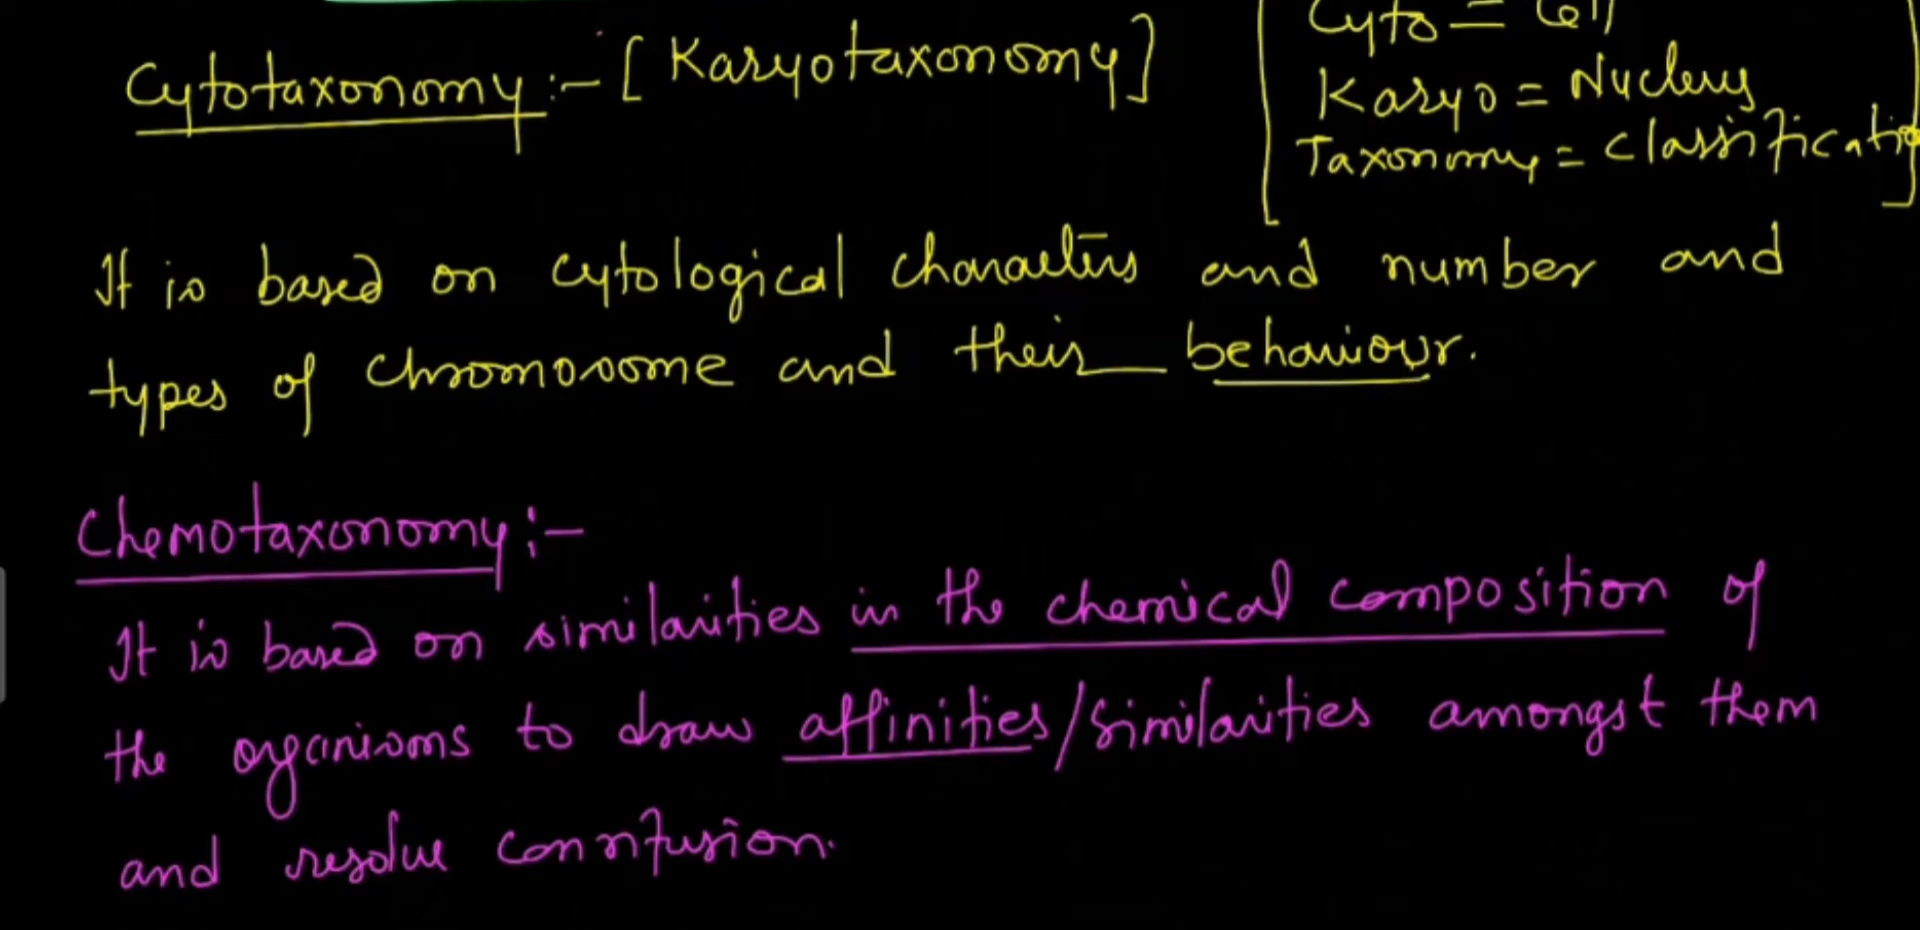 Cytotaxonomy:- [Karyotaxonomy]
Cyto = Cell
Karyo = Nucleus
Taxonomy = Classification
It is based on cytological characters and number and
types of chromosome and their behaviour.
Chemotaxonomy:-
It is based on similarities in the chemical composition of
the organisms to draw affinities/similarities amongst them
and resolve connfusion.